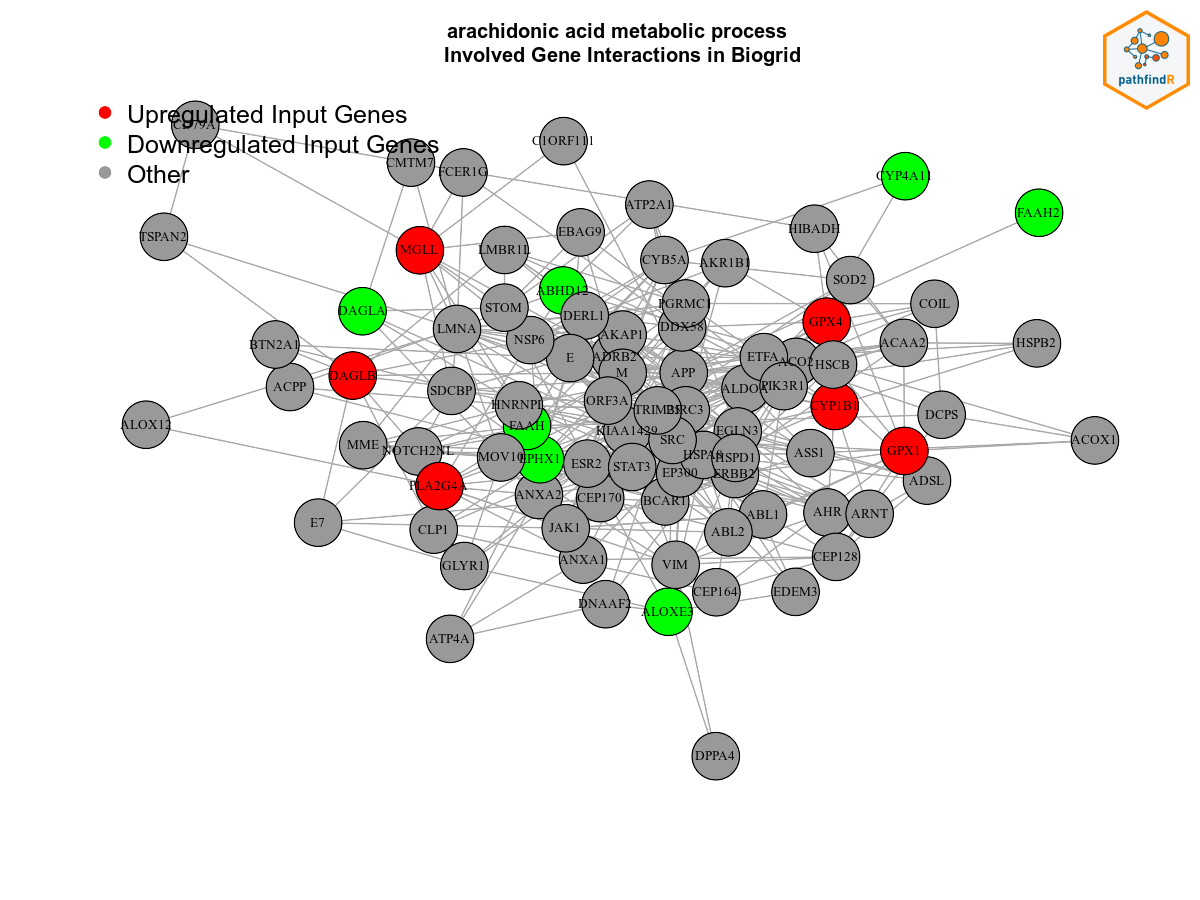 arachidonic acid metabolic process
Involved Gene Interactions in Biogrid
pathfindR
Upregulated Input Genes
Downregulated Input Genes
Other
CD79A
C1ORF111
CMTM7
FCER1G
CYP4A11
ATP2A1
FAAH2
HIBADH
EBAG9
TSPAN2
MGLL
LMBR1L
CYB5A
AKR1B1
SOD2
ABHD12
PGRMC1
COIL
STOM
DAGLA
DERL1
GPX4
LMNA
DDX58
AKAP1
NSP6
BTN2A1
ACAA2
HSPB2
E
ADRB2
ETFA
ACO2
HSCB
M
APP
DAGLB
ACPP
PIK3R1
ALDOA
SDCBP
ORF3A
HNRNPL
CYP1B1
TRIM25
BIRC3
DCPS
ALOX12
FAAH
KIAA1429
EGLN3
SRC
ACOX1
MME
NOTCH2NL
MOV10
EPHX1
ESR2
STAT3
HSPA8
HSPD1
ASS1
GPX1
EP300
ERBB2
ADSL
PLA2G4A
ANXA2
CEP170
BCAR1
ABL1
AHR
ARNT
E7
CLP1
JAK1
ABL2
CEP128
GLYR1
ANXA1
VIM
CEP164
EDEM3
DNAAF2
ALOXE3
ATP4A
DPPA4